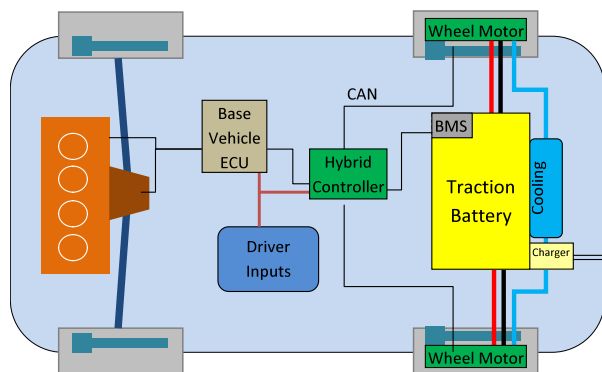 Wheel Motor
CAN
Base
Vehicle
ECU
BMS
Hybrid
Controller
Traction
Battery
Cooling
Driver
Inputs
Charger
Wheel Motor